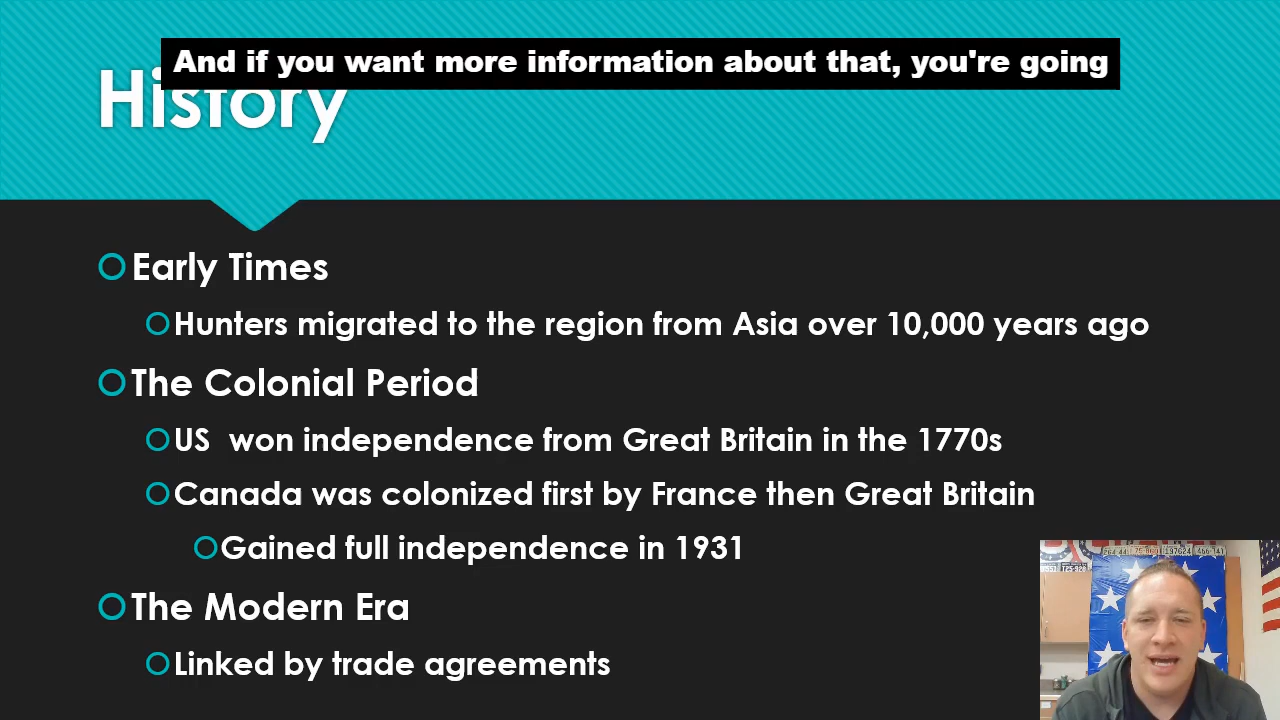 And if you want more information about that, you're going
History
Early Times
Hunters migrated to the region from Asia over 10,000 years ago
The Colonial Period
US won independence from Great Britain in the 1770s
Canada was colonized first by France then Great Britain
Gained full independence in 1931
The Modern Era
Linked by trade agreements